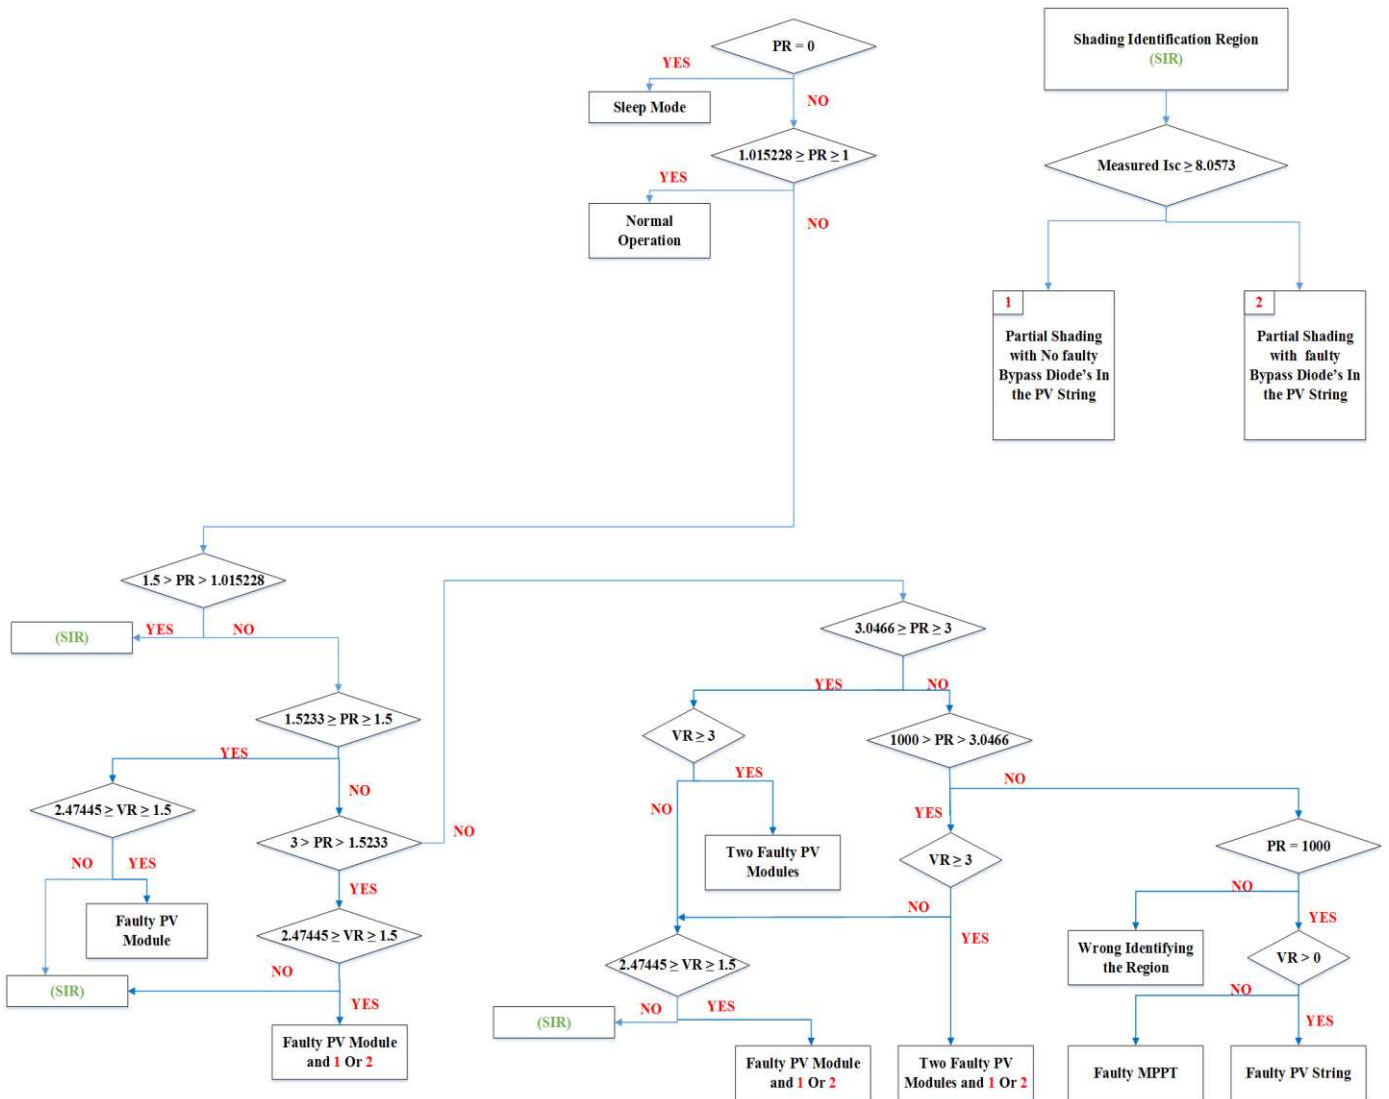 PR = 0
YES
NO
Sleep Mode
1.015228 ≥ PR ≥ 1
YES
NO
Normal
Operation
Shading Identification Region
(SIR)
Measured Isc ≥ 8.0573
1
Partial Shading
with No faulty
Bypass Diode's In
the PV String
2
Partial Shading
with faulty
Bypass Diode's In
the PV String
1.5 > PR > 1.015228
YES
NO
(SIR)
1.5233 ≥ PR ≥ 1.5
YES
NO
2.47445 ≥ VR ≥ 1.5
NO
YES
Faulty PV
Module
(SIR)
3 > PR > 1.5233
NO
YES
2.47445 ≥ VR ≥ 1.5
NO
YES
Faulty PV Module
and 1 Or 2
3.0466 ≥ PR ≥ 3
YES
NO
VR ≥ 3
YES
NO
Two Faulty PV
Modules
1000 > PR > 3.0466
NO
YES
VR ≥ 3
NO
YES
2.47445 ≥ VR ≥ 1.5
NO
YES
(SIR)
Faulty PV Module
and 1 Or 2
Two Faulty PV
Modules and 1 Or 2
PR = 1000
NO
YES
Wrong Identifying
the Region
VR > 0
NO
YES
Faulty MPPT
Faulty PV String